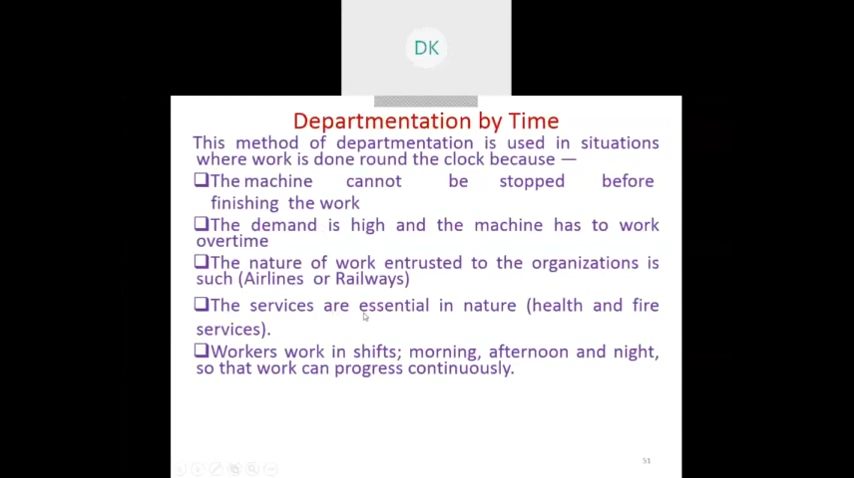 DK
Departmentation by Time
This method of departmentation is used in situations
where work is done round the clock because —
❑The machine cannot be stopped before
finishing the work
❑The demand is high and the machine has to work
overtime
❑The nature of work entrusted to the organizations is
such (Airlines or Railways)
❑The services are essential in nature (health and fire
services).
❑Workers work in shifts; morning, afternoon and night,
so that work can progress continuously.
51